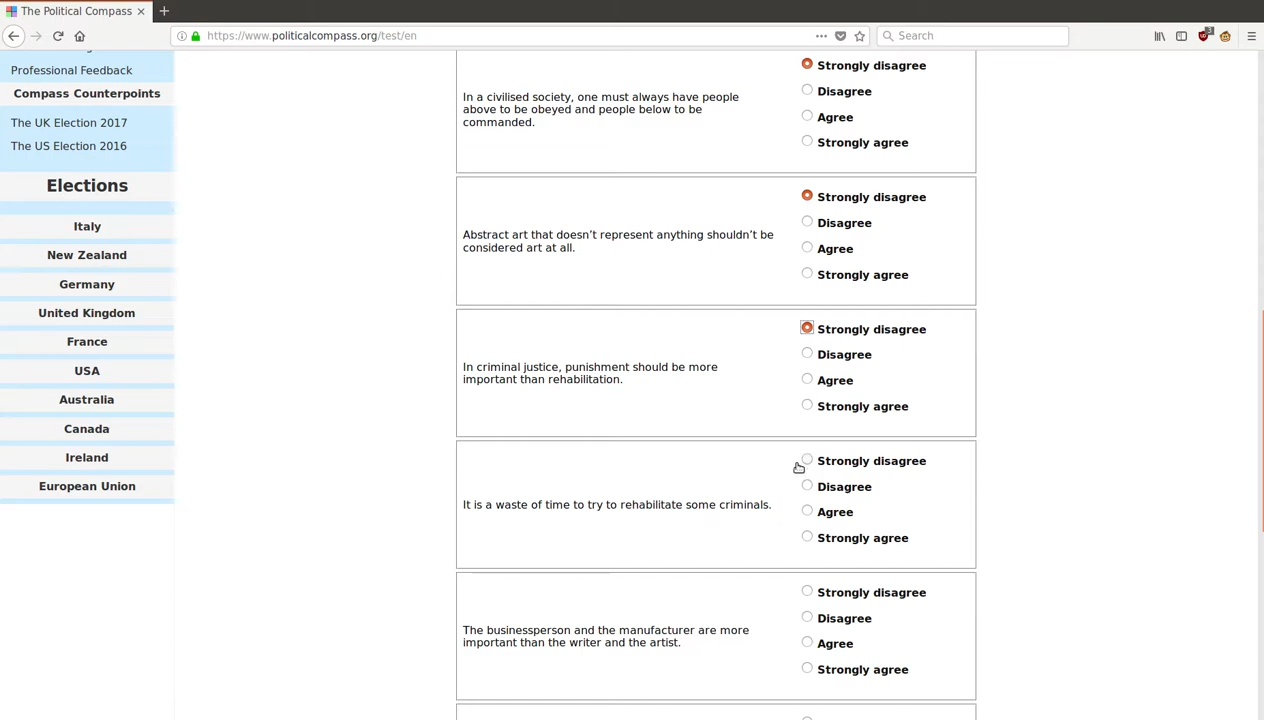 The Political Compass
https://www.politicalcompass.org/test/en
Search
3
Professional Feedback
Compass Counterpoints
The UK Election 2017
The US Election 2016
Elections
Italy
New Zealand
Germany
United Kingdom
France
USA
Australia
Canada
Ireland
European Union
In a civilised society, one must always have people
above to be obeyed and people below to be
commanded.
Strongly disagree
Disagree
Agree
Strongly agree
Abstract art that doesn’t represent anything shouldn’t be
considered art at all.
Strongly disagree
Disagree
Agree
Strongly agree
In criminal justice, punishment should be more
important than rehabilitation.
Strongly disagree
Disagree
Agree
Strongly agree
It is a waste of time to try to rehabilitate some criminals.
Strongly disagree
Disagree
Agree
Strongly agree
The businessperson and the manufacturer are more
important than the writer and the artist.
Strongly disagree
Disagree
Agree
Strongly agree